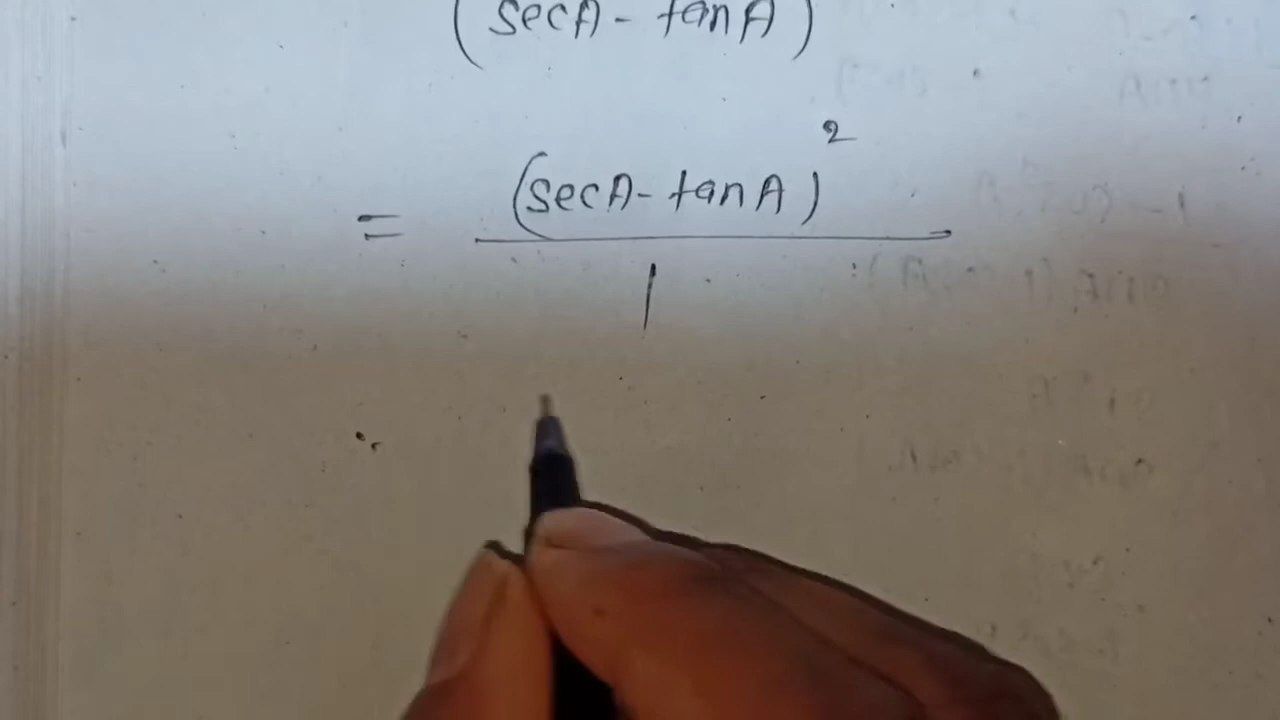 (secA - tanA)
= (secA - tanA)²
1